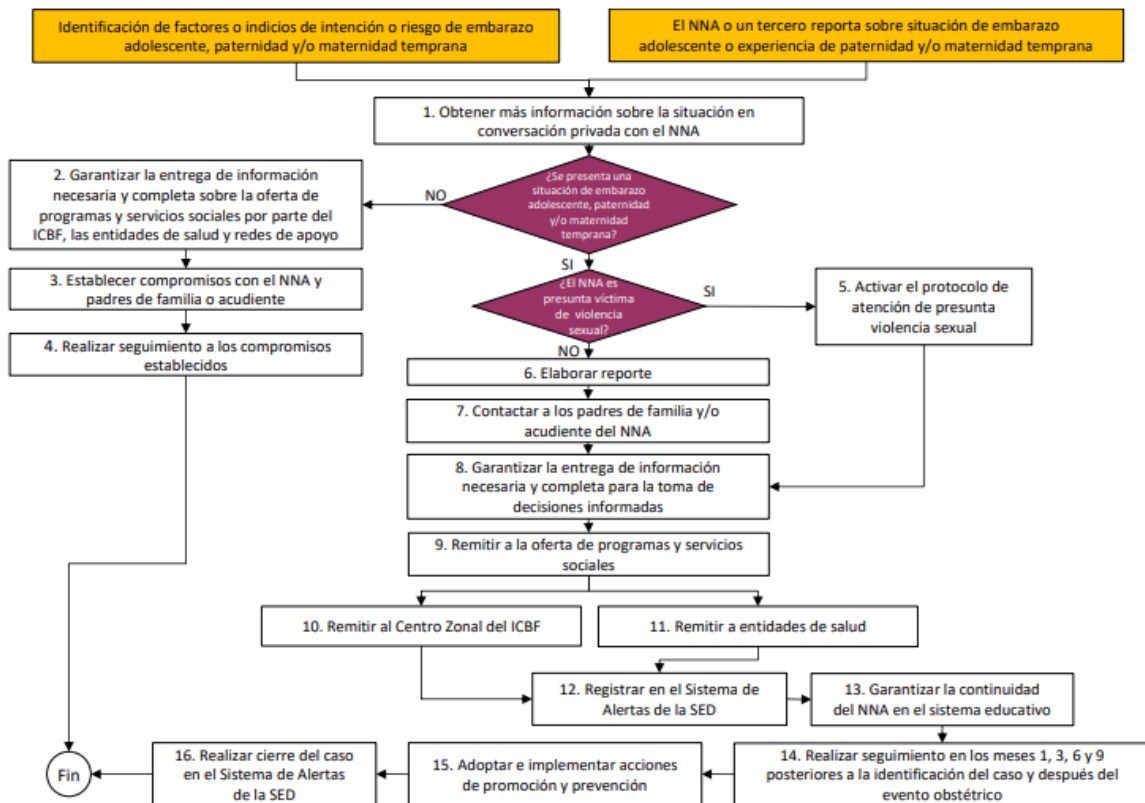 Identificación de factores o indicios de intención o riesgo de embarazo
adolescente, paternidad y/o maternidad temprana
El NNA o un tercero reporta sobre situación de embarazo
adolescente o experiencia de paternidad y/o maternidad temprana
1. Obtener más información sobre la situación en
conversación privada con el NNA
¿Se presenta una
situación de embarazo
adolescente, paternidad
y/o maternidad
temprana?
NO
2. Garantizar la entrega de información
necesaria y completa sobre la oferta de
programas y servicios sociales por parte del
ICBF, las entidades de salud y redes de apoyo
3. Establecer compromisos con el NNA y
padres de familia o acudiente
4. Realizar seguimiento a los compromisos
establecidos
SI
¿El NNA es
presunta víctima
de violencia
sexual?
SI
5. Activar el protocolo de
atención de presunta
violencia sexual
NO
6. Elaborar reporte
7. Contactar a los padres de familia y/o
acudiente del NNA
8. Garantizar la entrega de información
necesaria y completa para la toma de
decisiones informadas
9. Remitir a la oferta de programas y servicios
sociales
10. Remitir al Centro Zonal del ICBF
11. Remitir a entidades de salud
12. Registrar en el Sistema de
Alertas de la SED
13. Garantizar la continuidad
del NNA en el sistema educativo
14. Realizar seguimiento en los meses 1, 3, 6 y 9
posteriores a la identificación del caso y después del
evento obstétrico
15. Adoptar e implementar acciones
de promoción y prevención
16. Realizar cierre del caso
en el Sistema de Alertas
de la SED
Fin